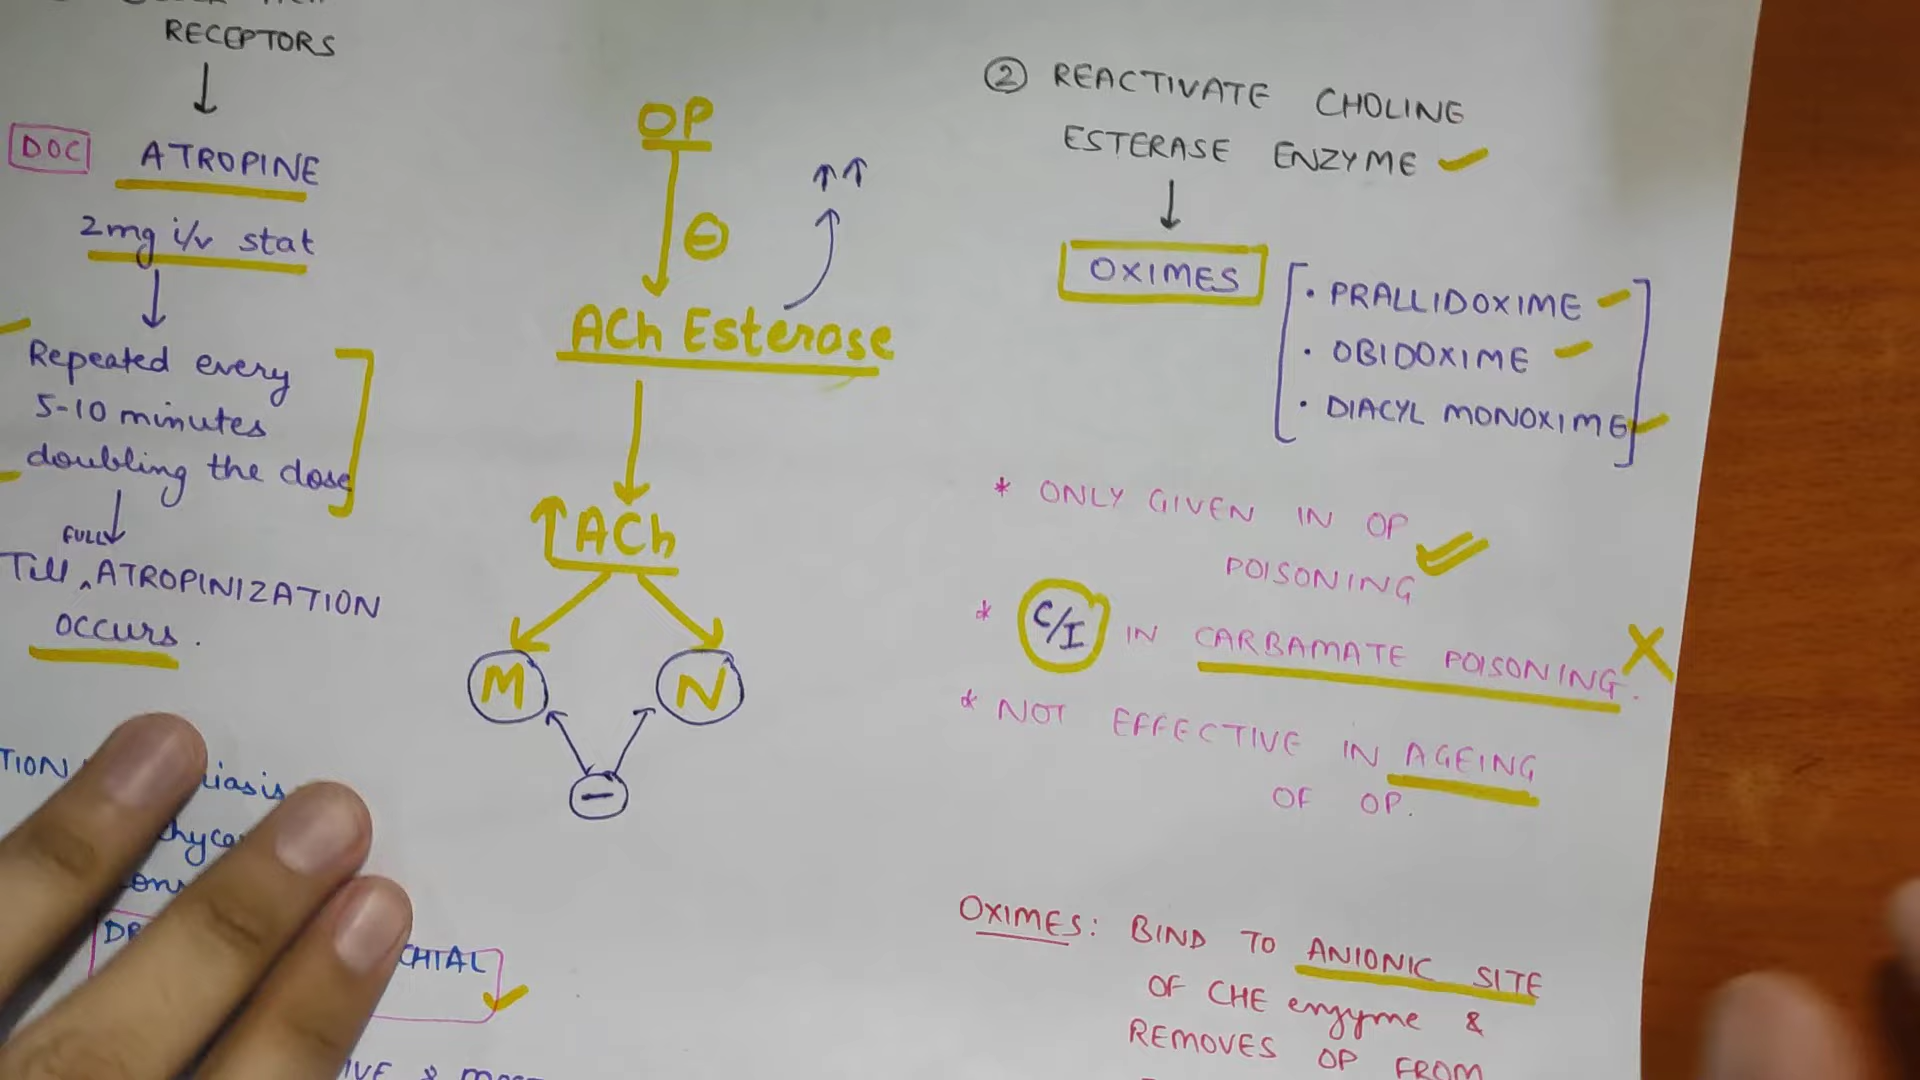 RECEPTORS
↓
DOC ATROPINE
2mg i/v stat
↓
Repeated every
5-10 minutes
doubling the dose
↓
FULL
Till ^ ATROPINIZATION
OCCURS.
TION
iasis
hyca
CHIAL
OP
⊖
↑↑
ACh Esterase
↑ACh
M N
−
② REACTIVATE CHOLINE
ESTERASE ENZYME
↓
OXIMES
• PRALLIDOXIME
• OBIDOXIME
• DIACYL MONOXIME
* ONLY GIVEN IN OP
POISONING
* C/I IN CARBAMATE POISONING.
* NOT EFFECTIVE IN AGEING
OF OP.
OXIMES: BIND TO ANIONIC SITE
OF CHE enzyme &
REMOVES OP FROM